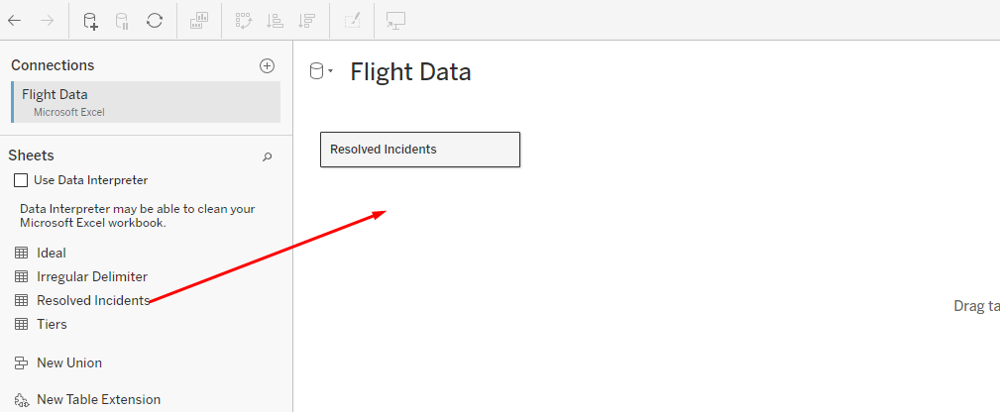 Connections
Flight Data
Microsoft Excel
Sheets
Use Data Interpreter
Data Interpreter may be able to clean your
Microsoft Excel workbook.
Ideal
Irregular Delimiter
Resolved Incidents
Tiers
New Union
New Table Extension
Flight Data
Resolved Incidents
Drag ta